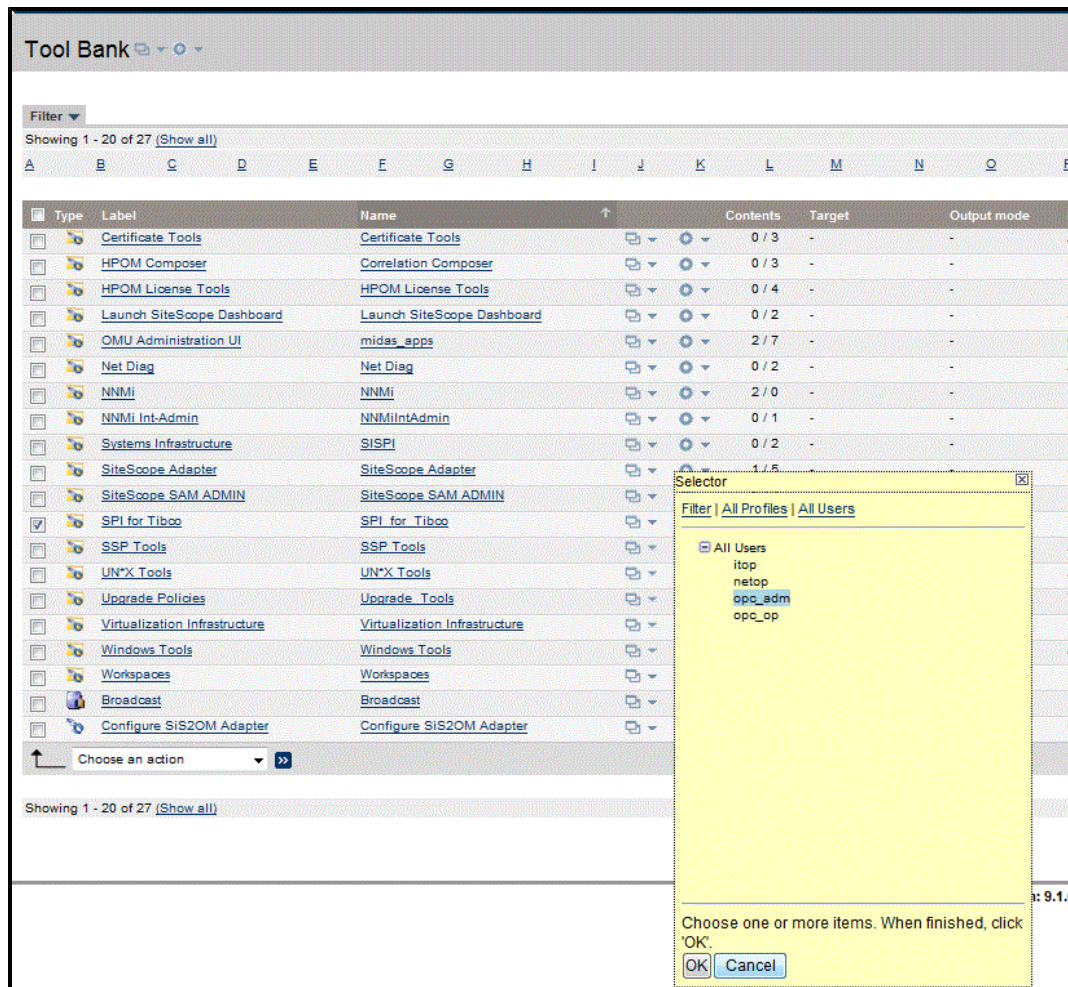 Tool Bank
Filter
Showing 1 - 20 of 27 (Show all)
A B C D E F G H I J K L M N O
Type Label Name Contents Target Output mode
Certificate Tools Certificate Tools 0 / 3 - -
HPOM Composer Correlation Composer 0 / 3 - -
HPOM License Tools HPOM License Tools 0 / 4 - -
Launch SiteScope Dashboard Launch SiteScope Dashboard 0 / 2 - -
OMU Administration UI midas_apps 2 / 7 - -
Net Diag Net Diag 0 / 2 - -
NNMi NNMi 2 / 0 - -
NNMi Int-Admin NNMiIntAdmin 0 / 1 - -
Systems Infrastructure SISPI 0 / 2 - -
SiteScope Adapter SiteScope Adapter 1 / 5 - -
SiteScope SAM ADMIN SiteScope SAM ADMIN
SPI for Tibco SPI_for_Tibco
SSP Tools SSP Tools
UN*X Tools UN*X Tools
Upgrade Policies Upgrade_Tools
Virtualization Infrastructure Virtualization Infrastructure
Windows Tools Windows Tools
Workspaces Workspaces
Broadcast Broadcast
Configure SiS2OM Adapter Configure SiS2OM Adapter
Choose an action
Showing 1 - 20 of 27 (Show all)
Selector
Filter | All Profiles | All Users
All Users
itop
netop
opc_adm
opc_op
Choose one or more items. When finished, click
'OK'.
OK Cancel
: 9.1.